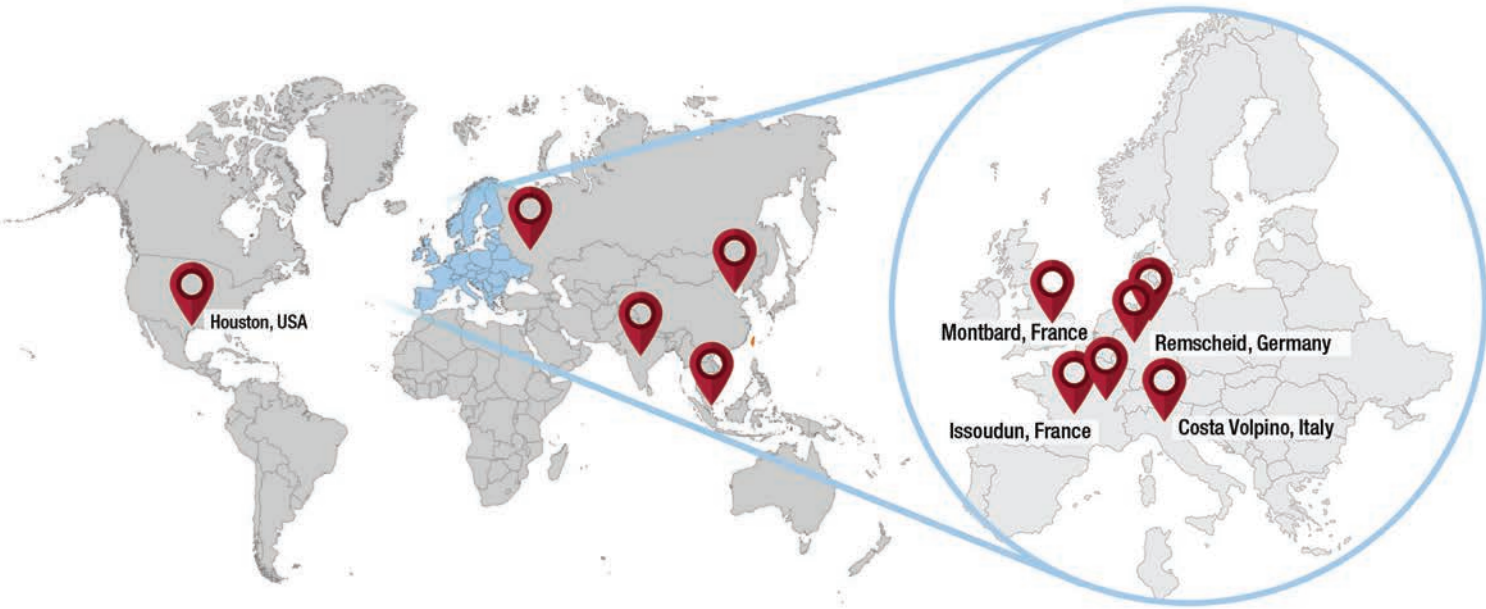 Houston, USA
Montbard, France
Remscheid, Germany
Issoudun, France
Costa Volpino, Italy